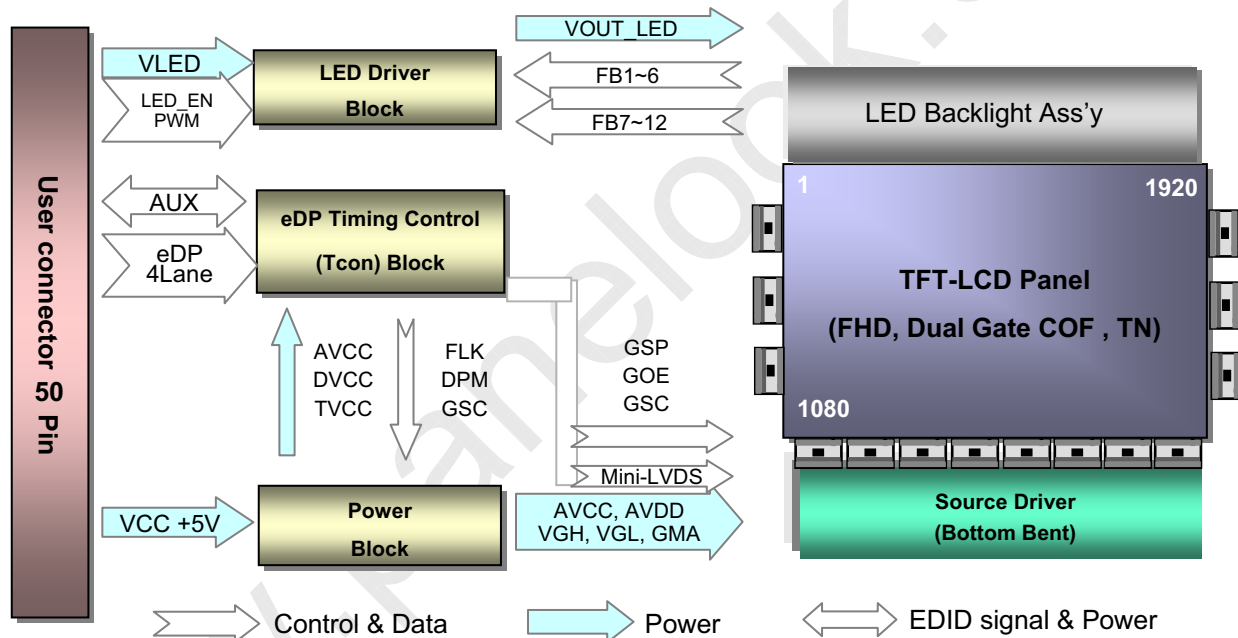 User connector 50 Pin
VLED
LED_EN
PWM
LED Driver
Block
VOUT_LED
FB1~6
FB7~12
LED Backlight Ass'y
AUX
eDP
4Lane
eDP Timing Control
(Tcon) Block
1
1920
TFT-LCD Panel
(FHD, Dual Gate COF , TN)
1080
AVCC
DVCC
TVCC
FLK
DPM
GSC
GSP
GOE
GSC
Mini-LVDS
VCC +5V
Power
Block
AVCC, AVDD
VGH, VGL, GMA
Source Driver
(Bottom Bent)
Control & Data
Power
EDID signal & Power
.panelook.